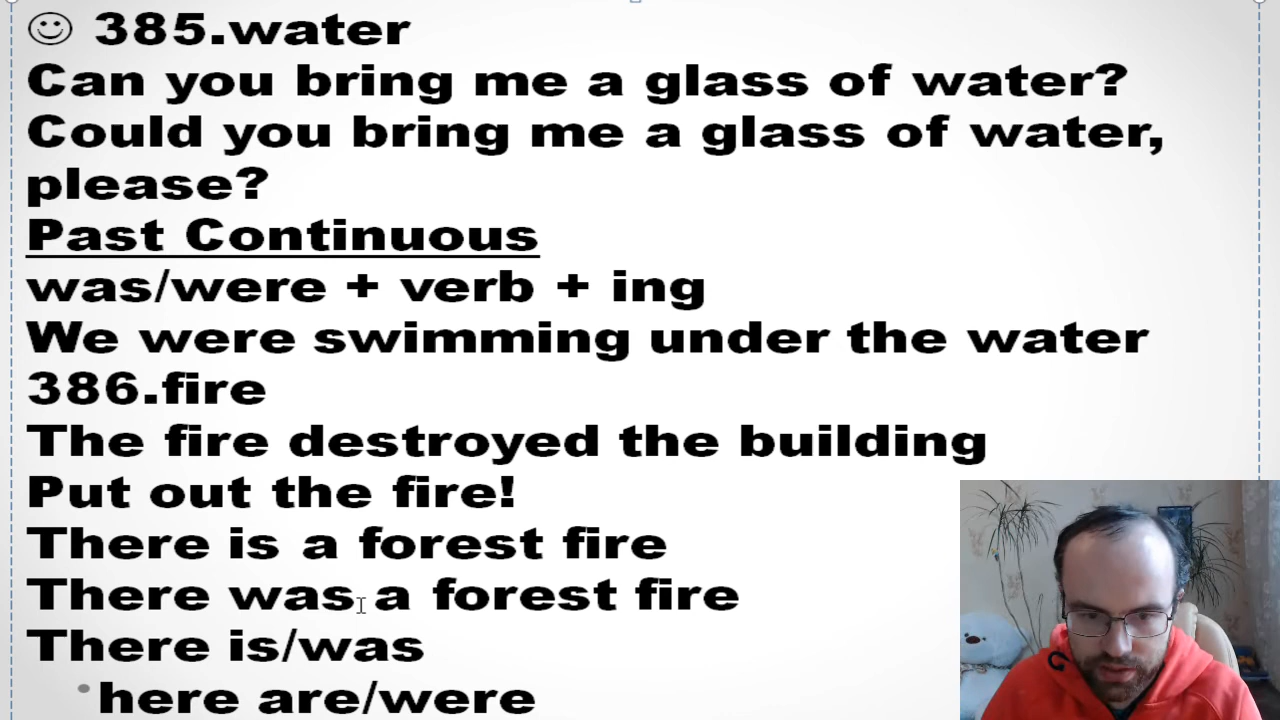 ☺ 385.water
Can you bring me a glass of water?
Could you bring me a glass of water,
please?
Past Continuous
was/were + verb + ing
We were swimming under the water
386.fire
The fire destroyed the building
Put out the fire!
There is a forest fire
There was a forest fire
There is/was
• here are/were